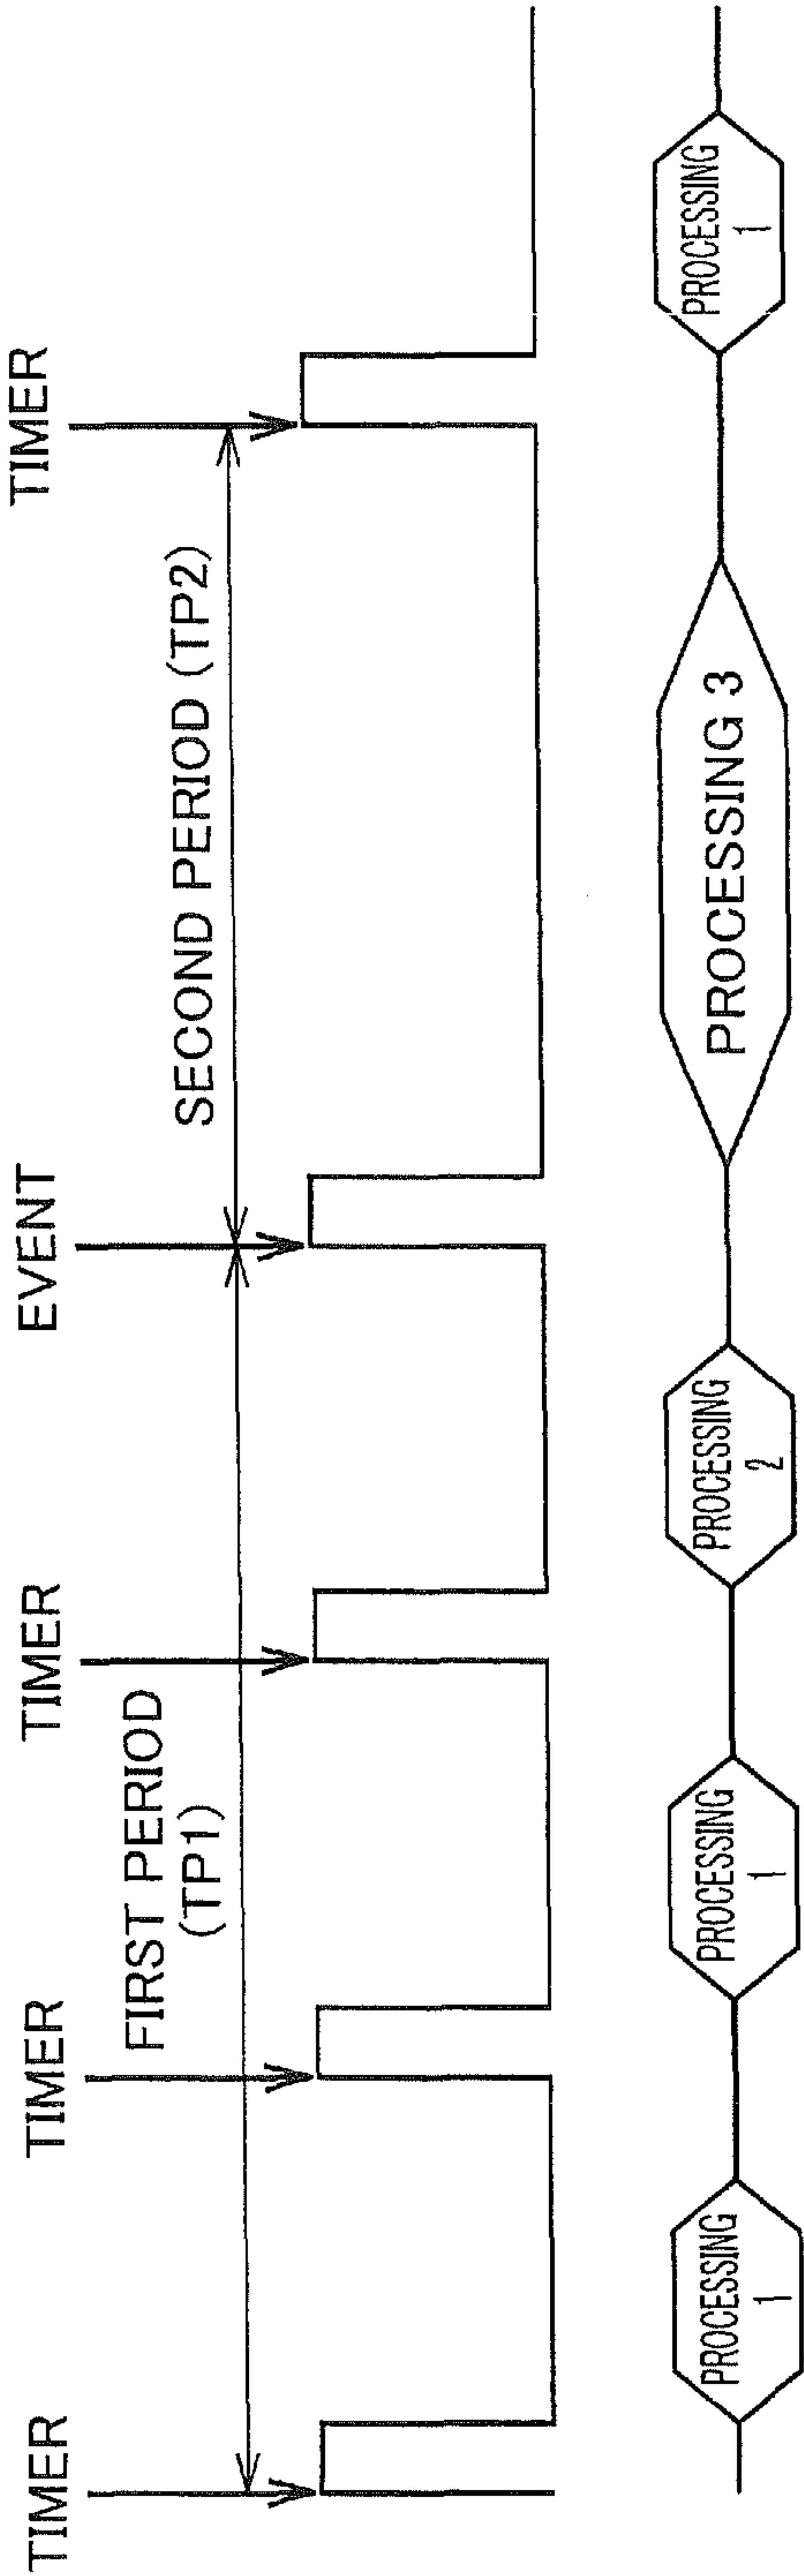 TIMER
TIMER
TIMER
EVENT
TIMER
FIRST PERIOD
(TP1)
SECOND PERIOD (TP2)
PROCESSING
1
PROCESSING
1
PROCESSING
2
PROCESSING 3
PROCESSING
1